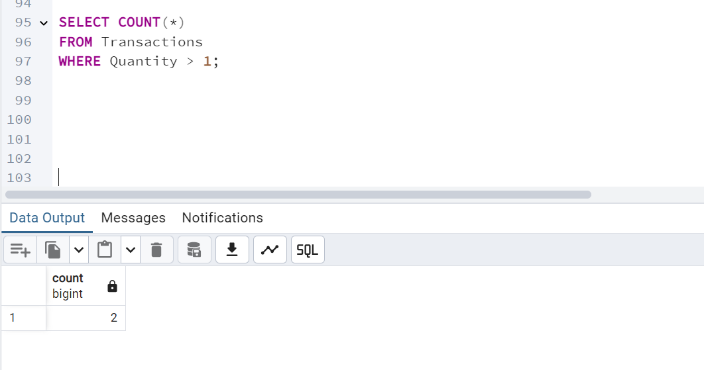 94
95 SELECT COUNT(*)
96 FROM Transactions
97 WHERE Quantity > 1;
98
99
100
101
102
103
Data Output Messages Notifications
SQL
count
bigint
1 2